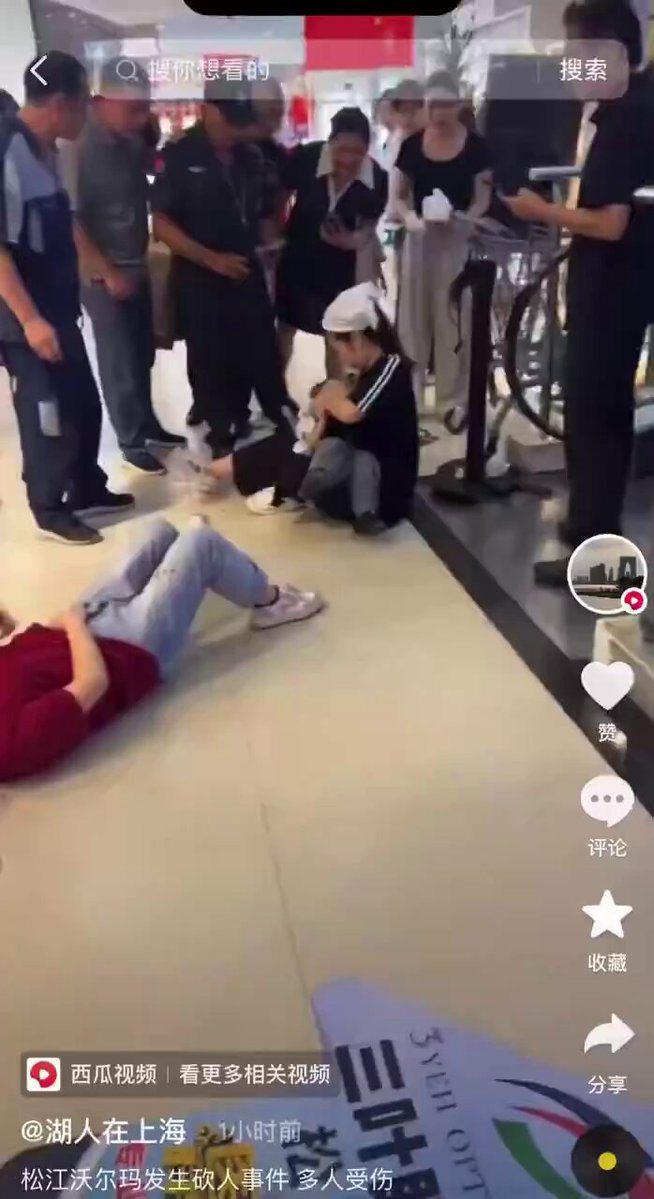 搜你想看的
搜索
赞
评论
收藏
分享
3YEH OPT
三叶
松
西瓜视频 | 看更多相关视频
@湖人在上海 · 1小时前
松江沃尔玛发生砍人事件 多人受伤